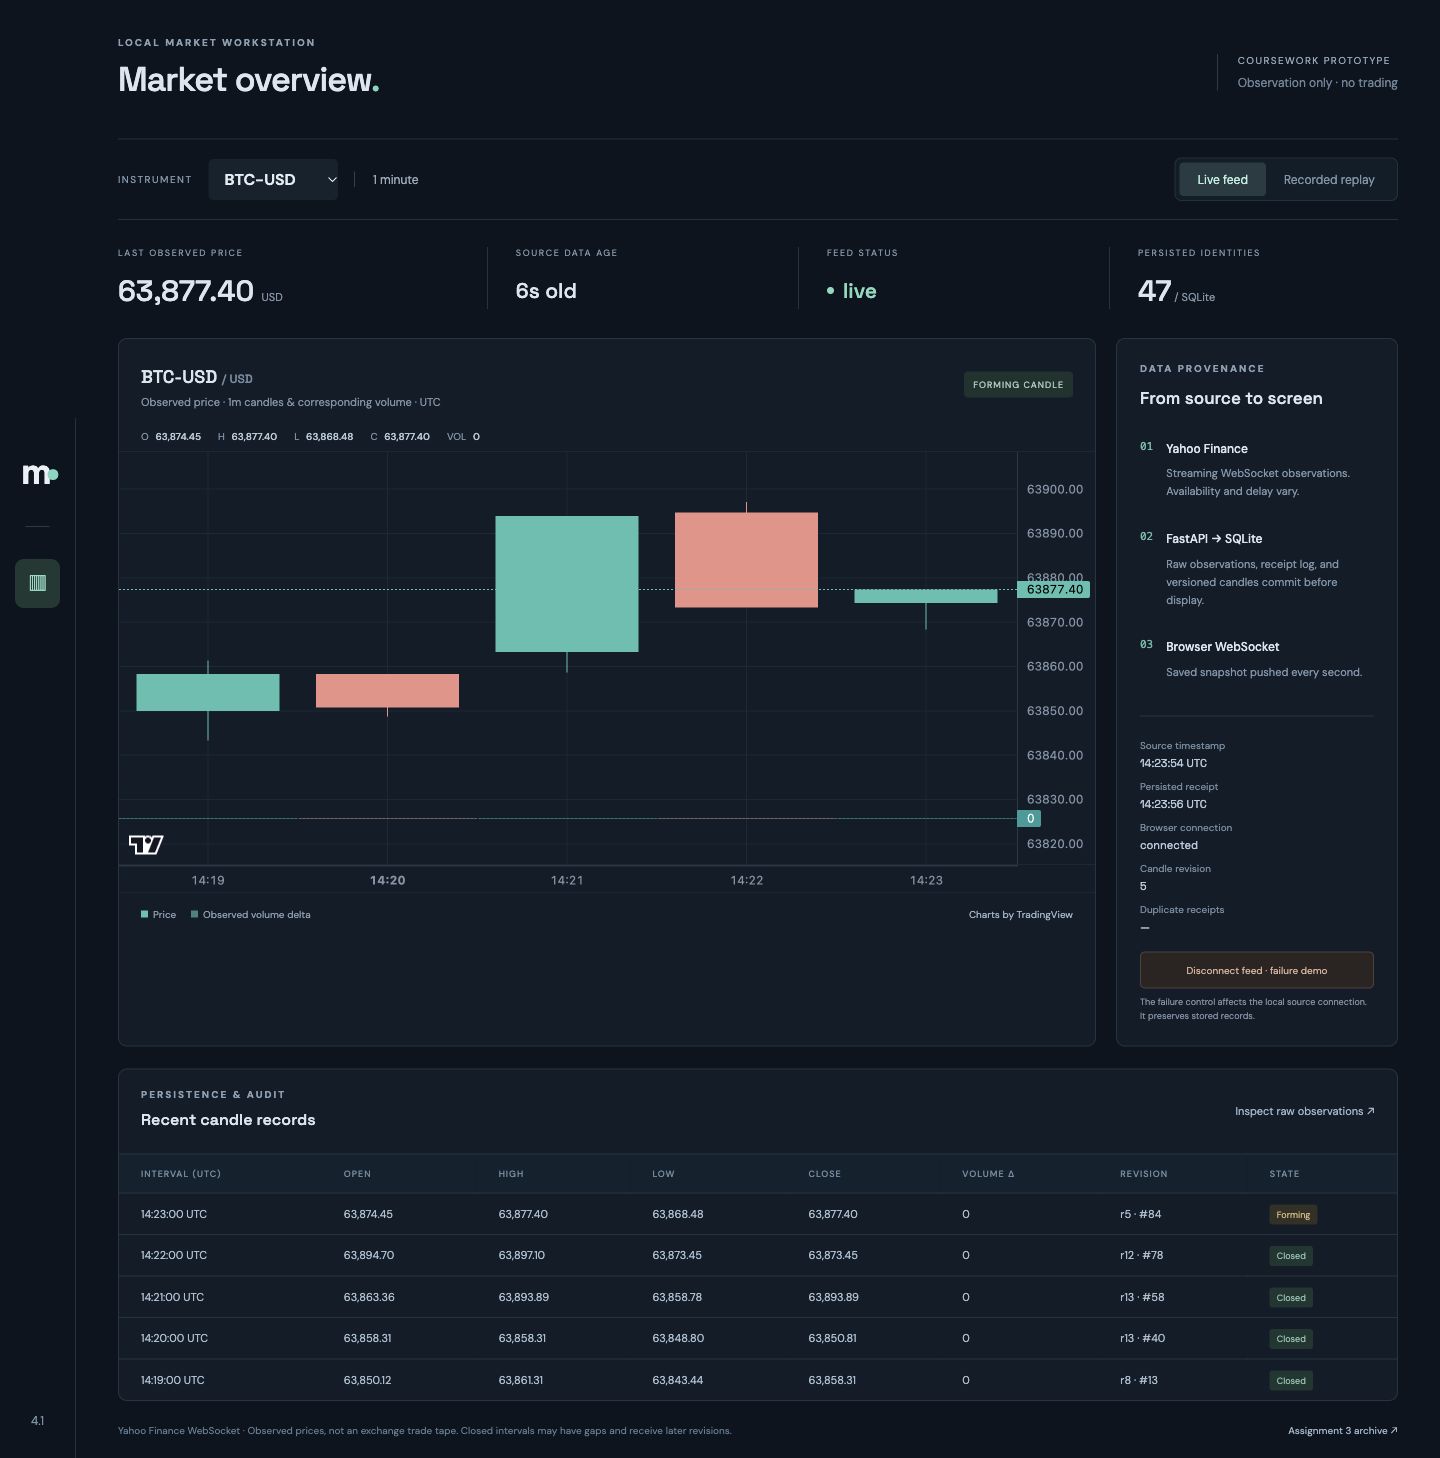 LOCAL MARKET WORKSTATION
Market overview.
COURSEWORK PROTOTYPE
Observation only · no trading
INSTRUMENT BTC-USD 1 minute
Live feed Recorded replay
LAST OBSERVED PRICE
63,877.40 USD
SOURCE DATA AGE
6s old
FEED STATUS
live
PERSISTED IDENTITIES
47 / SQLite
m
4.1
BTC-USD / USD
Observed price · 1m candles & corresponding volume · UTC
FORMING CANDLE
O 63,874.45 H 63,877.40 L 63,868.48 C 63,877.40 VOL 0
63900.00
63890.00
63880.00
63877.40
63870.00
63860.00
63850.00
63840.00
63830.00
0
63820.00
14:19 14:20 14:21 14:22 14:23
Price Observed volume delta
Charts by TradingView
DATA PROVENANCE
From source to screen
01 Yahoo Finance
Streaming WebSocket observations.
Availability and delay vary.
02 FastAPI → SQLite
Raw observations, receipt log, and
versioned candles commit before
display.
03 Browser WebSocket
Saved snapshot pushed every second.
Source timestamp
14:23:54 UTC
Persisted receipt
14:23:56 UTC
Browser connection
connected
Candle revision
5
Duplicate receipts
—
Disconnect feed · failure demo
The failure control affects the local source connection.
It preserves stored records.
PERSISTENCE & AUDIT
Recent candle records
Inspect raw observations ↗
INTERVAL (UTC) OPEN HIGH LOW CLOSE VOLUME Δ REVISION STATE
14:23:00 UTC 63,874.45 63,877.40 63,868.48 63,877.40 0 r5 · #84 Forming
14:22:00 UTC 63,894.70 63,897.10 63,873.45 63,873.45 0 r12 · #78 Closed
14:21:00 UTC 63,863.36 63,893.89 63,858.78 63,893.89 0 r13 · #58 Closed
14:20:00 UTC 63,858.31 63,858.31 63,848.80 63,850.81 0 r13 · #40 Closed
14:19:00 UTC 63,850.12 63,861.31 63,843.44 63,858.31 0 r8 · #13 Closed
Yahoo Finance WebSocket · Observed prices, not an exchange trade tape. Closed intervals may have gaps and receive later revisions.
Assignment 3 archive ↗